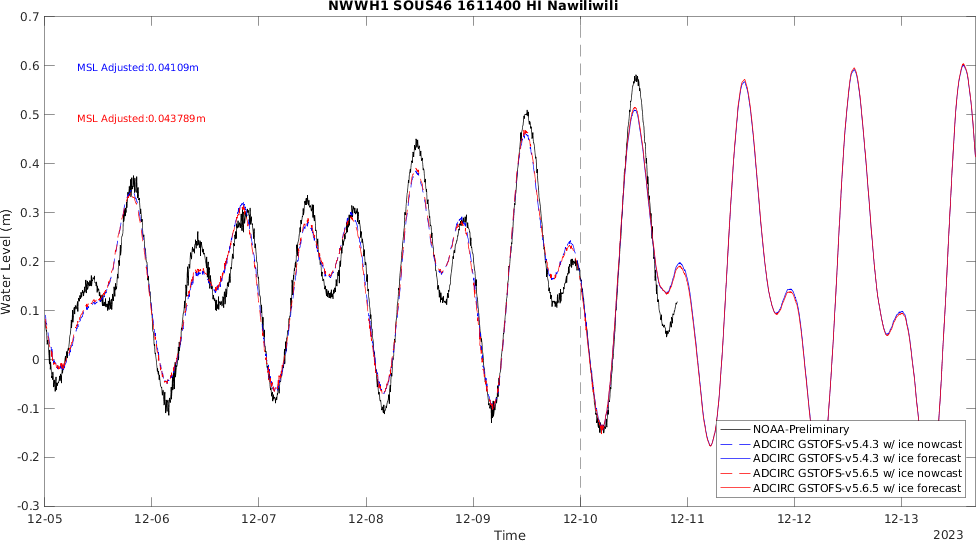 NWWH1 SOUS46 1611400 HI Nawiliwili
0.7
0.6
0.5
0.4
0.3
0.2
0.1
0
-0.1
-0.2
-0.3
Water Level (m)
MSL Adjusted:0.04109m
MSL Adjusted:0.043789m
NOAA-Preliminary
ADCIRC GSTOFS-v5.4.3 w/ ice nowcast
ADCIRC GSTOFS-v5.4.3 w/ ice forecast
ADCIRC GSTOFS-v5.6.5 w/ ice nowcast
ADCIRC GSTOFS-v5.6.5 w/ ice forecast
12-05 12-06 12-07 12-08 12-09 12-10 12-11 12-12 12-13
Time
2023